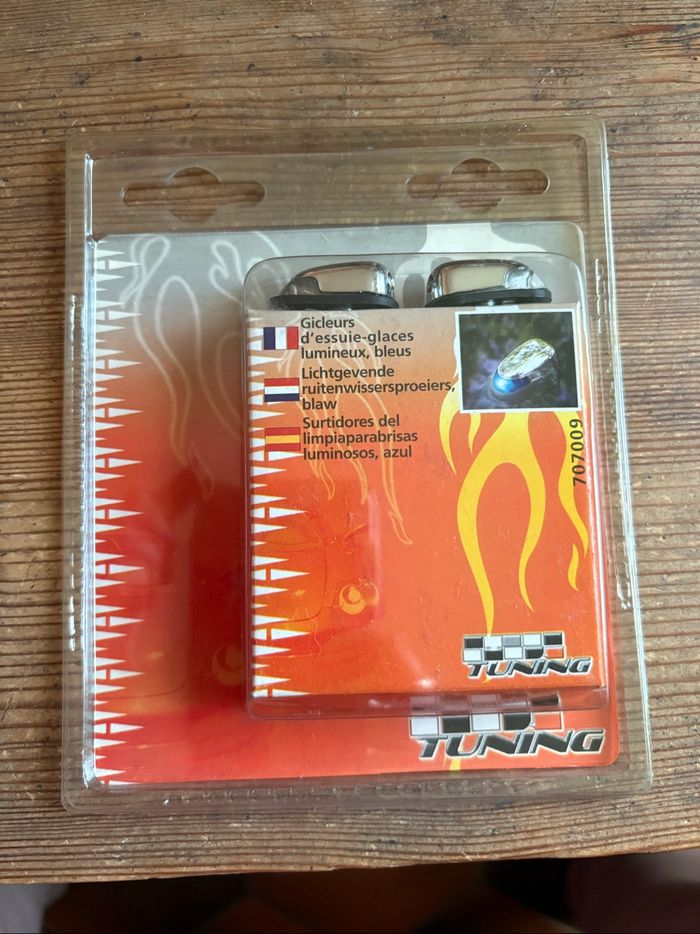 Gicleurs
d'essuie-glaces
lumineux, bleus
Lichtgevende
ruitenwissersproeiers,
blaw
Surtidores del
limpiaparabrisas
luminosos, azul
707009
TUNING
TUNING